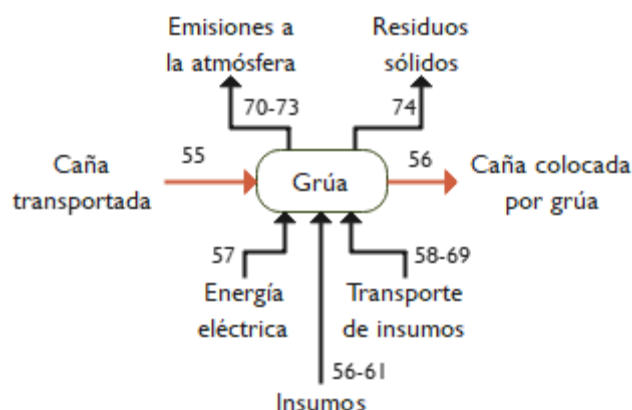 Emisiones a
la atmósfera
Residuos
sólidos
70-73
74
55
56
Caña
transportada
Grúa
Caña colocada
por grúa
57
58-69
Energía
eléctrica
Transporte
de insumos
56-61
Insumos